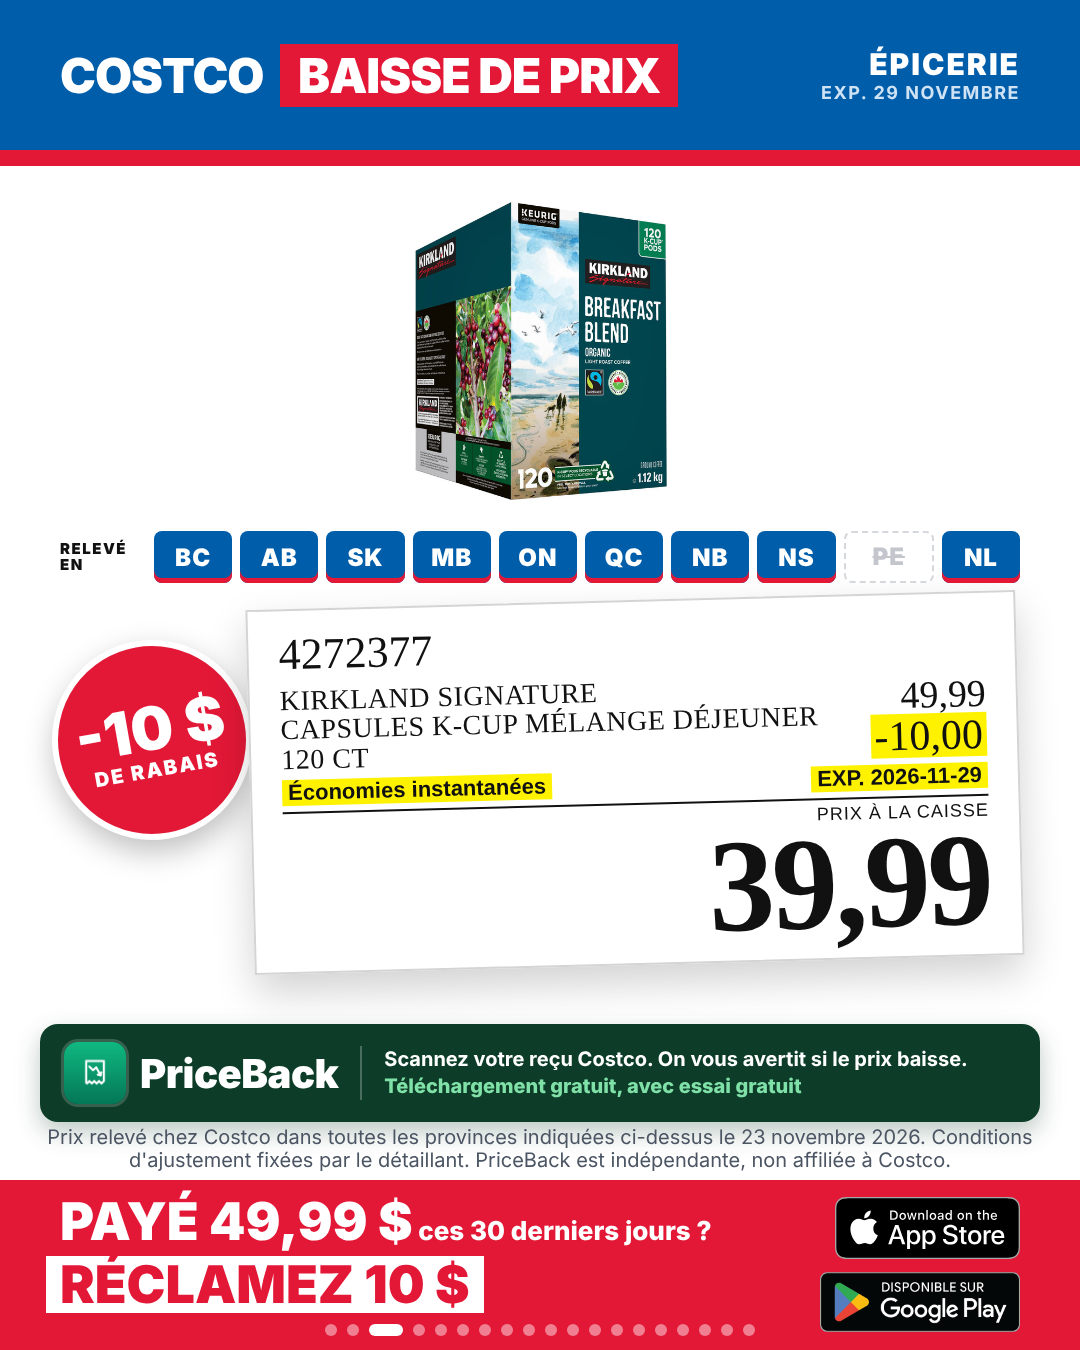 COSTCO BAISSE DE PRIX
ÉPICERIE
EXP. 29 NOVEMBRE
KEURIG
120
K-CUP
PODS
KIRKLAND
Signature
KIRKLAND
Signature
BREAKFAST
BLEND
ORGANIC
LIGHT ROAST COFFEE
KIRKLAND
120
1.12 kg
RELEVÉ
EN
BC AB SK MB ON QC NB NS PE NL
4272377
KIRKLAND SIGNATURE
CAPSULES K-CUP MÉLANGE DÉJEUNER
120 CT
49,99
-10,00
Économies instantanées
EXP. 2026-11-29
PRIX À LA CAISSE
39,99
-10 $
DE RABAIS
PriceBack
Scannez votre reçu Costco. On vous avertit si le prix baisse.
Téléchargement gratuit, avec essai gratuit
Prix relevé chez Costco dans toutes les provinces indiquées ci-dessus le 23 novembre 2026. Conditions
d'ajustement fixées par le détaillant. PriceBack est indépendante, non affiliée à Costco.
PAYÉ 49,99 $ ces 30 derniers jours ?
RÉCLAMEZ 10 $
Download on the
App Store
DISPONIBLE SUR
Google Play